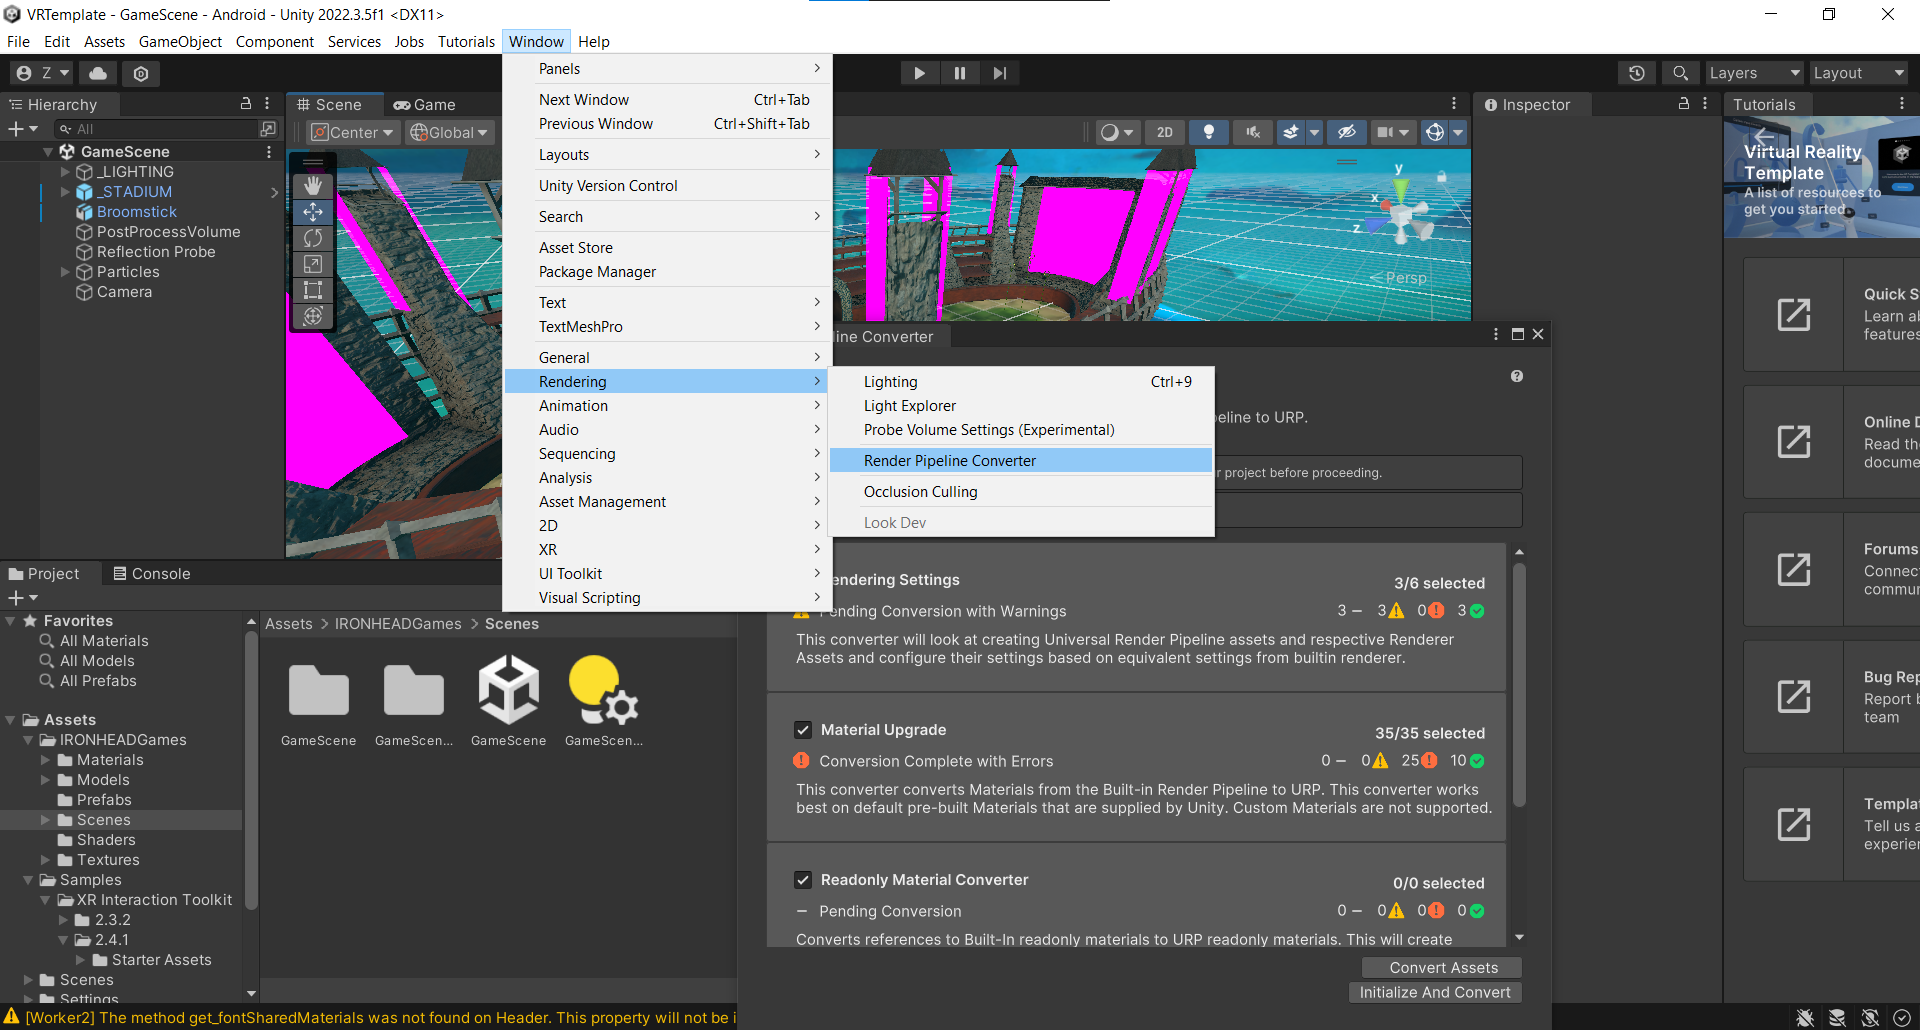 VRTemplate - GameScene - Android - Unity 2022.3.5f1 <DX11>
File Edit Assets GameObject Component Services Jobs Tutorials Window Help
Z
Layers
Layout
Hierarchy
All
GameScene
_LIGHTING
_STADIUM
Broomstick
PostProcessVolume
Reflection Probe
Particles
Camera
Scene
Game
Center
Global
2D
y
x
z
Persp
Panels
Next Window Ctrl+Tab
Previous Window Ctrl+Shift+Tab
Layouts
Unity Version Control
Search
Asset Store
Package Manager
Text
TextMeshPro
General
Rendering
Animation
Audio
Sequencing
Analysis
Asset Management
2D
XR
UI Toolkit
Visual Scripting
Lighting Ctrl+9
Light Explorer
Probe Volume Settings (Experimental)
Render Pipeline Converter
Occlusion Culling
Look Dev
Inspector
Tutorials
Virtual Reality
Template
A list of resources to
get you started
Quick S
Learn ab
features
Online D
Read the
docume
Forums
Connect
commun
Bug Rep
Report b
team
Templat
Tell us a
experien
line Converter
peline to URP.
r project before proceeding.
endering Settings 3/6 selected
Pending Conversion with Warnings 3 – 3 0 3
This converter will look at creating Universal Render Pipeline assets and respective Renderer
Assets and configure their settings based on equivalent settings from builtin renderer.
Material Upgrade 35/35 selected
Conversion Complete with Errors 0 – 0 25 10
This converter converts Materials from the Built-in Render Pipeline to URP. This converter works
best on default pre-built Materials that are supplied by Unity. Custom Materials are not supported.
Readonly Material Converter 0/0 selected
– Pending Conversion 0 – 0 0 0
Converts references to Built-In readonly materials to URP readonly materials. This will create
Convert Assets
Initialize And Convert
Project
Console
Favorites
All Materials
All Models
All Prefabs
Assets
IRONHEADGames
Materials
Models
Prefabs
Scenes
Shaders
Textures
Samples
XR Interaction Toolkit
2.3.2
2.4.1
Starter Assets
Scenes
Settings
Assets > IRONHEADGames > Scenes
GameScene
GameScen...
GameScene
GameScen...
[Worker2] The method get_fontSharedMaterials was not found on Header. This property will not be i